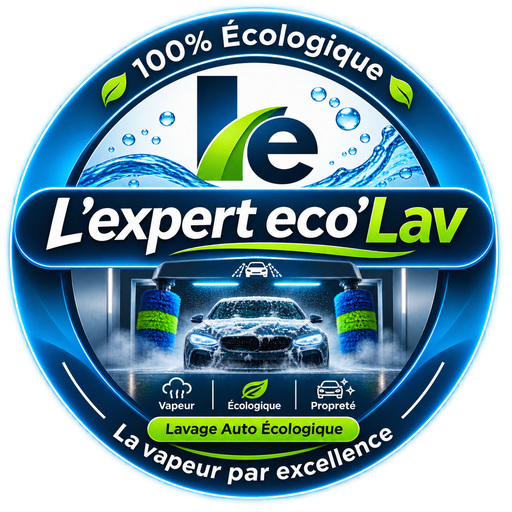 100% Écologique
le
L'expert eco'Lav
Vapeur
Écologique
Propreté
Lavage Auto Écologique
La vapeur par excellence